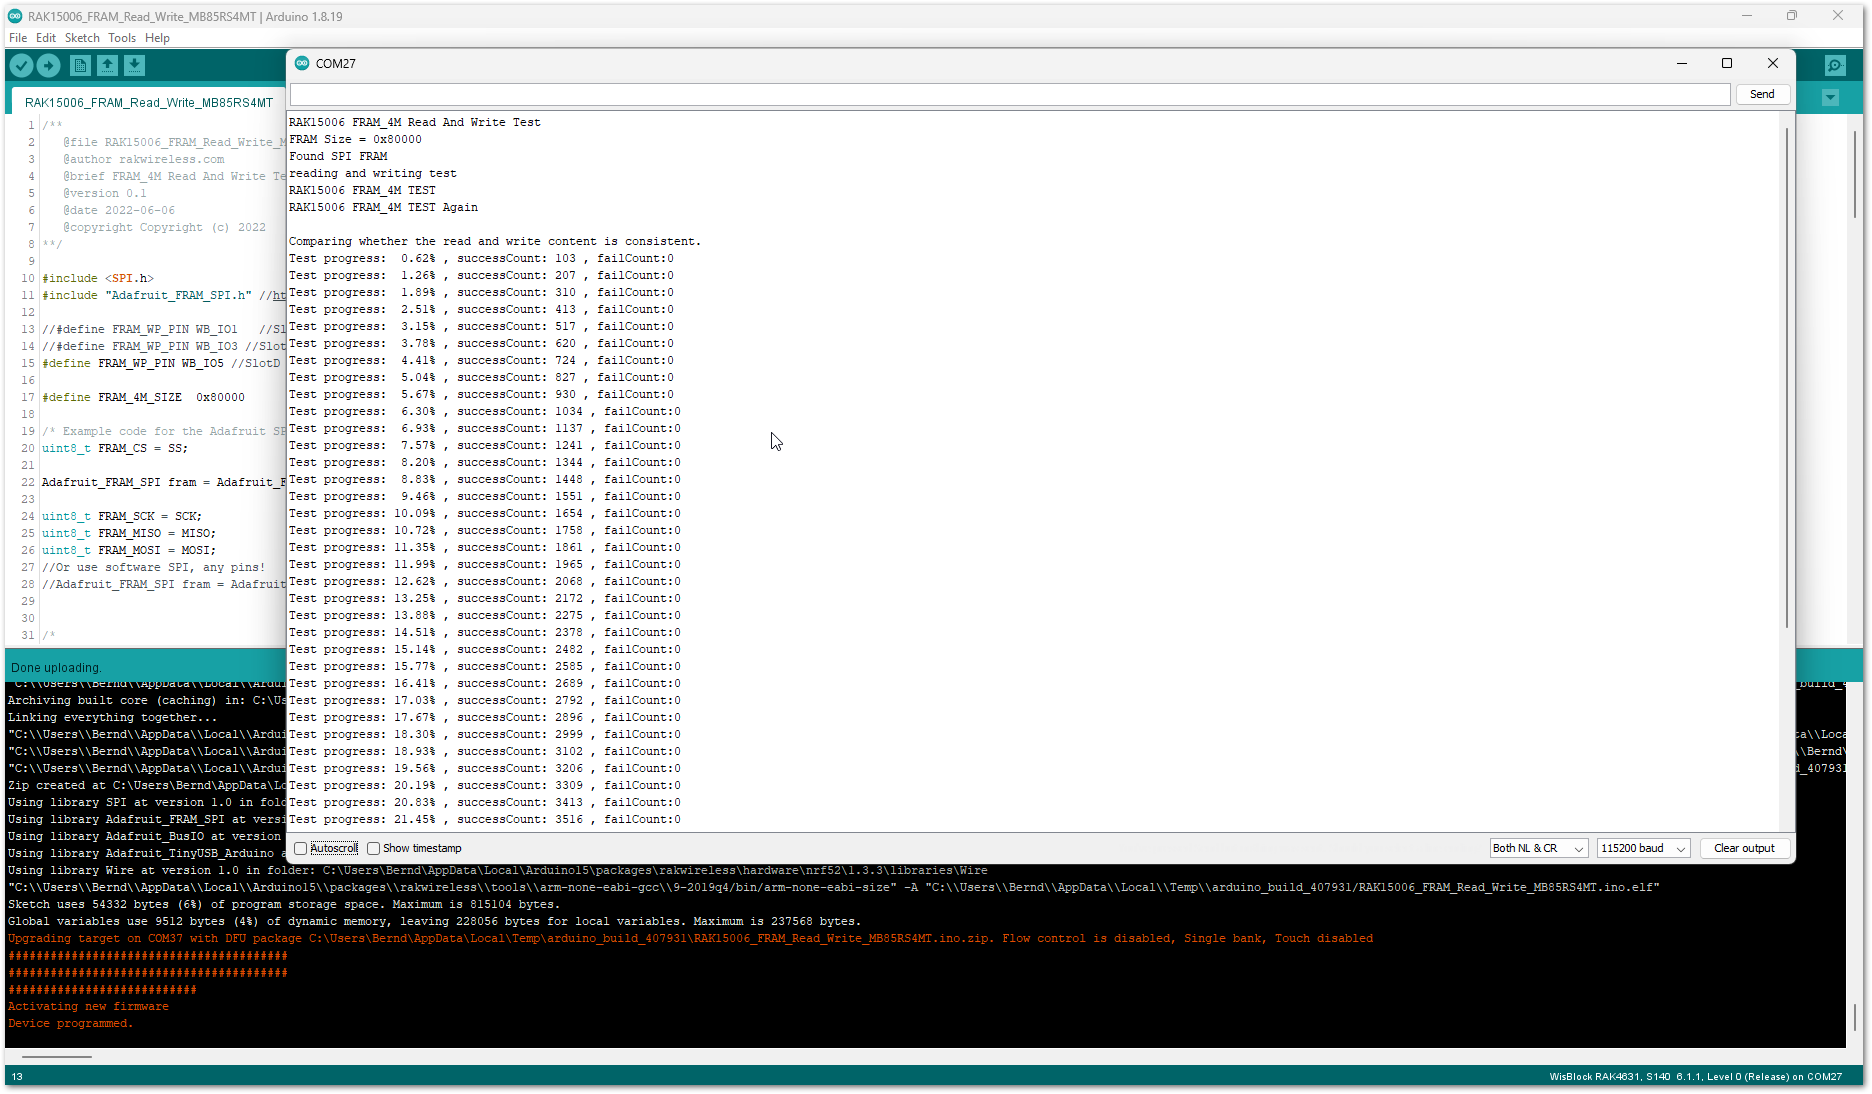 RAK15006_FRAM_Read_Write_MB85RS4MT | Arduino 1.8.19
File Edit Sketch Tools Help
RAK15006_FRAM_Read_Write_MB85RS4MT
1 /**
2 @file RAK15006_FRAM_Read_Write_M
3 @author rakwireless.com
4 @brief FRAM_4M Read And Write Te
5 @version 0.1
6 @date 2022-06-06
7 @copyright Copyright (c) 2022
8 **/
9
10 #include <SPI.h>
11 #include "Adafruit_FRAM_SPI.h" //ht
12
13 //#define FRAM_WP_PIN WB_IO1 //Sl
14 //#define FRAM_WP_PIN WB_IO3 //Slot
15 #define FRAM_WP_PIN WB_IO5 //SlotD
16
17 #define FRAM_4M_SIZE 0x80000
18
19 /* Example code for the Adafruit SP
20 uint8_t FRAM_CS = SS;
21
22 Adafruit_FRAM_SPI fram = Adafruit_F
23
24 uint8_t FRAM_SCK = SCK;
25 uint8_t FRAM_MISO = MISO;
26 uint8_t FRAM_MOSI = MOSI;
27 //Or use software SPI, any pins!
28 //Adafruit_FRAM_SPI fram = Adafruit
29
30
31 /*
COM27
Send
RAK15006 FRAM_4M Read And Write Test
FRAM Size = 0x80000
Found SPI FRAM
reading and writing test
RAK15006 FRAM_4M TEST
RAK15006 FRAM_4M TEST Again
Comparing whether the read and write content is consistent.
Test progress: 0.62% , successCount: 103 , failCount:0
Test progress: 1.26% , successCount: 207 , failCount:0
Test progress: 1.89% , successCount: 310 , failCount:0
Test progress: 2.51% , successCount: 413 , failCount:0
Test progress: 3.15% , successCount: 517 , failCount:0
Test progress: 3.78% , successCount: 620 , failCount:0
Test progress: 4.41% , successCount: 724 , failCount:0
Test progress: 5.04% , successCount: 827 , failCount:0
Test progress: 5.67% , successCount: 930 , failCount:0
Test progress: 6.30% , successCount: 1034 , failCount:0
Test progress: 6.93% , successCount: 1137 , failCount:0
Test progress: 7.57% , successCount: 1241 , failCount:0
Test progress: 8.20% , successCount: 1344 , failCount:0
Test progress: 8.83% , successCount: 1448 , failCount:0
Test progress: 9.46% , successCount: 1551 , failCount:0
Test progress: 10.09% , successCount: 1654 , failCount:0
Test progress: 10.72% , successCount: 1758 , failCount:0
Test progress: 11.35% , successCount: 1861 , failCount:0
Test progress: 11.99% , successCount: 1965 , failCount:0
Test progress: 12.62% , successCount: 2068 , failCount:0
Test progress: 13.25% , successCount: 2172 , failCount:0
Test progress: 13.88% , successCount: 2275 , failCount:0
Test progress: 14.51% , successCount: 2378 , failCount:0
Test progress: 15.14% , successCount: 2482 , failCount:0
Test progress: 15.77% , successCount: 2585 , failCount:0
Test progress: 16.41% , successCount: 2689 , failCount:0
Test progress: 17.03% , successCount: 2792 , failCount:0
Test progress: 17.67% , successCount: 2896 , failCount:0
Test progress: 18.30% , successCount: 2999 , failCount:0
Test progress: 18.93% , successCount: 3102 , failCount:0
Test progress: 19.56% , successCount: 3206 , failCount:0
Test progress: 20.19% , successCount: 3309 , failCount:0
Test progress: 20.83% , successCount: 3413 , failCount:0
Test progress: 21.45% , successCount: 3516 , failCount:0
Autoscroll Show timestamp Both NL & CR 115200 baud Clear output
Done uploading.
"C:\\Users\\Bernd\\AppData\\Local\\Ardui _build_4
Archiving built core (caching) in: C:\Us
Linking everything together...
"C:\\Users\\Bernd\\AppData\\Local\\Ardui ta\\Loca
"C:\\Users\\Bernd\\AppData\\Local\\Ardui \\Bernd\
"C:\\Users\\Bernd\\AppData\\Local\\Ardui d_407931
Zip created at C:\Users\Bernd\AppData\Lo
Using library SPI at version 1.0 in fold
Using library Adafruit_FRAM_SPI at versi
Using library Adafruit_BusIO at version
Using library Adafruit_TinyUSB_Arduino a
Using library Wire at version 1.0 in folder: C:\Users\Bernd\AppData\Local\Arduino15\packages\rakwireless\hardware\nrf52\1.3.3\libraries\Wire
"C:\\Users\\Bernd\\AppData\\Local\\Arduino15\\packages\\rakwireless\\tools\\arm-none-eabi-gcc\\9-2019q4/bin/arm-none-eabi-size" -A "C:\\Users\\Bernd\\AppData\\Local\\Temp\\arduino_build_407931/RAK15006_FRAM_Read_Write_MB85RS4MT.ino.elf"
Sketch uses 54332 bytes (6%) of program storage space. Maximum is 815104 bytes.
Global variables use 9512 bytes (4%) of dynamic memory, leaving 228056 bytes for local variables. Maximum is 237568 bytes.
Upgrading target on COM37 with DFU package C:\Users\Bernd\AppData\Local\Temp\arduino_build_407931\RAK15006_FRAM_Read_Write_MB85RS4MT.ino.zip. Flow control is disabled, Single bank, Touch disabled
########################################
########################################
###########################
Activating new firmware
Device programmed.
13 WisBlock RAK4631, S140 6.1.1, Level 0 (Release) on COM27